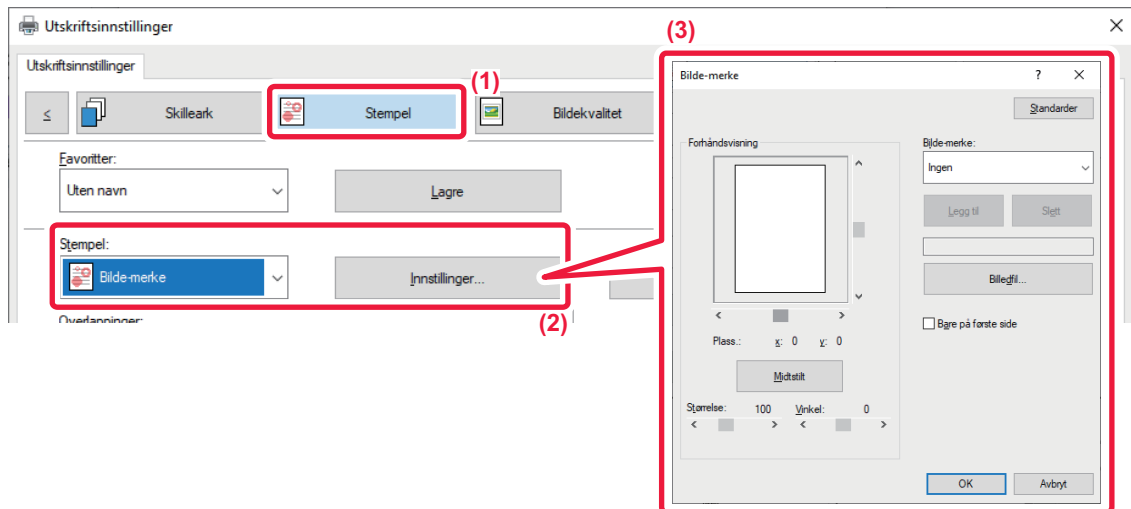 Utskriftsinnstillinger
Utskriftsinnstillinger
(1)
≤ Skilleark Stempel Bildekvalitet
Favoritter:
Uten navn Lagre
Stempel:
Bilde-merke Innstillinger...
(2)
Overlappinger:
(3)
Bilde-merke ?
Standarder
Forhåndsvisning
Plass.: x: 0 y: 0
Midtstilt
Størrelse: 100 Vinkel: 0
Bilde-merke:
Ingen
Legg til Slett
Billedfil...
Bare på første side
OK Avbryt